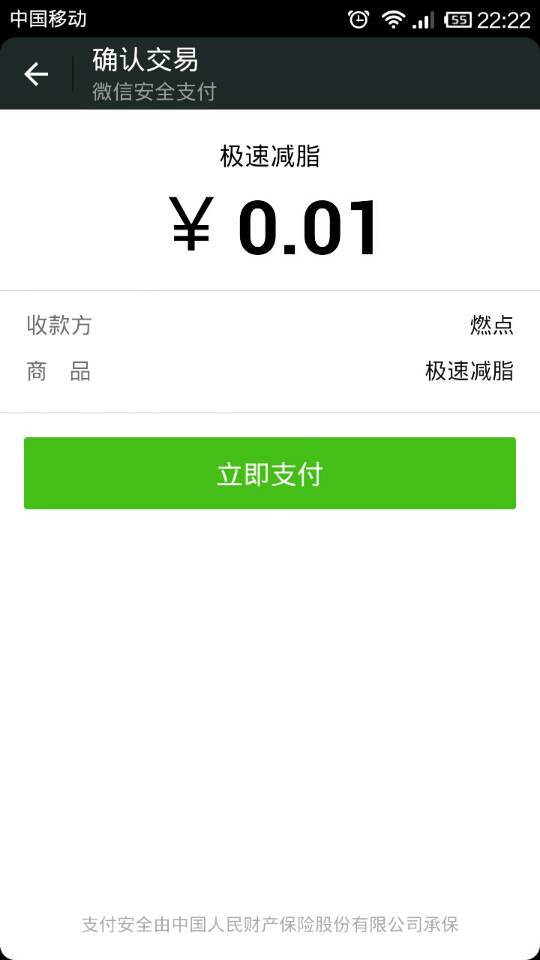 中国移动
55 22:22
确认交易
微信安全支付
极速减脂
¥ 0.01
收款方 燃点
商 品 极速减脂
立即支付
支付安全由中国人民财产保险股份有限公司承保